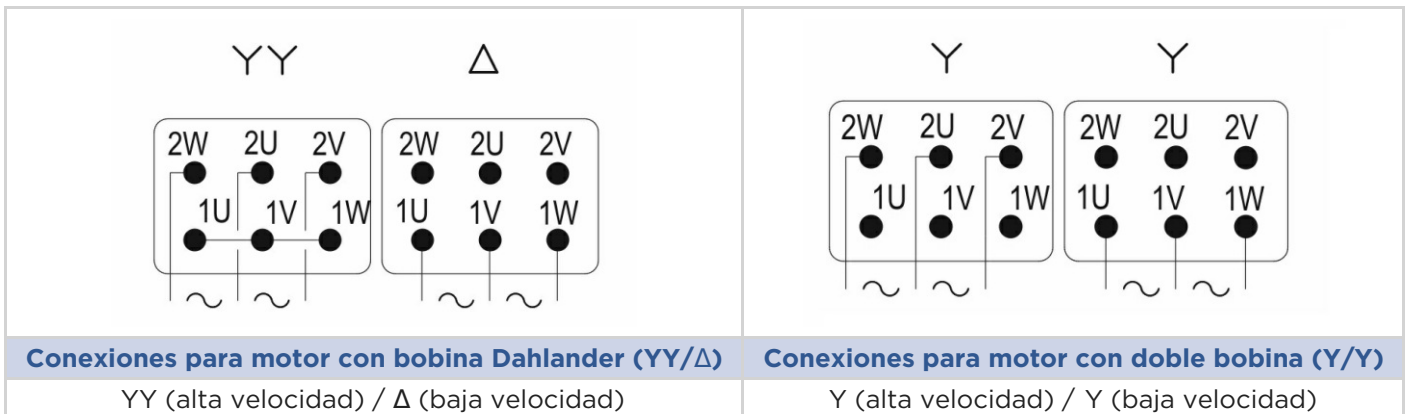 YY Δ Y Y
2W 2U 2V 2W 2U 2V 2W 2U 2V 2W 2U 2V
1U 1V 1W 1U 1V 1W 1U 1V 1W 1U 1V 1W
Conexiones para motor con bobina Dahlander (YY/Δ) Conexiones para motor con doble bobina (Y/Y)
YY (alta velocidad) / Δ (baja velocidad) Y (alta velocidad) / Y (baja velocidad)